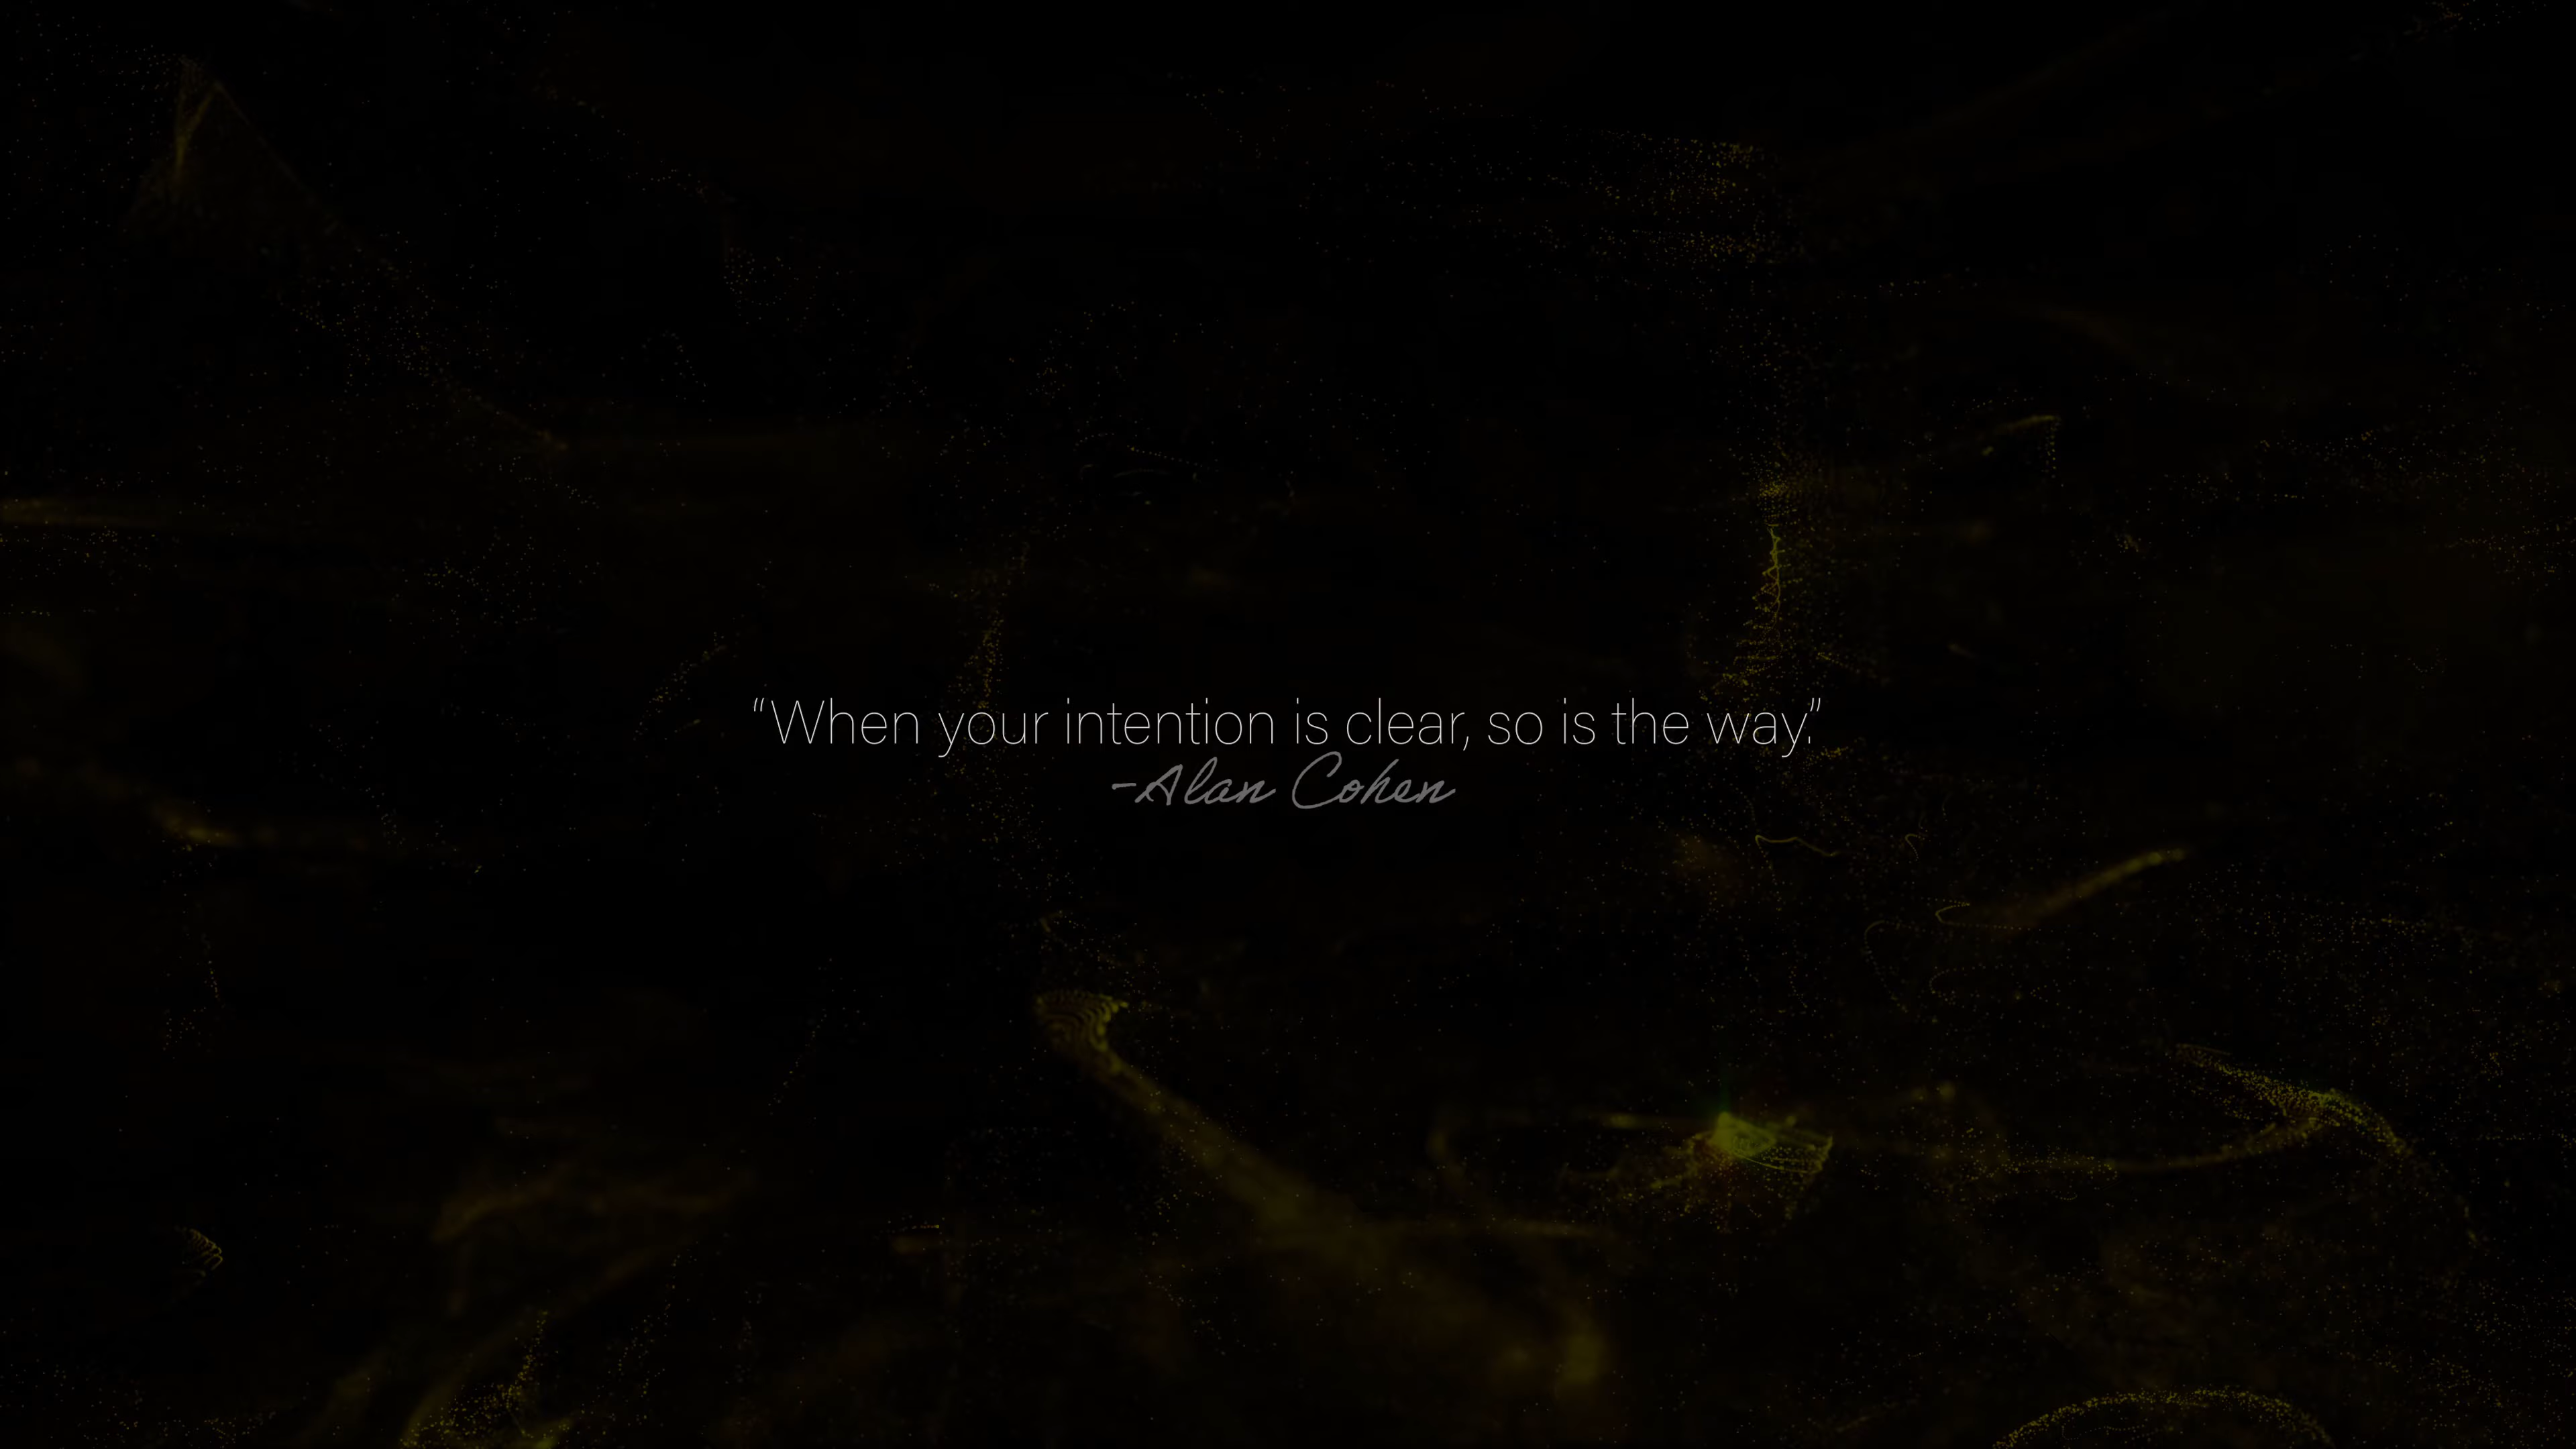 “When your intention is clear, so is the way.”
-Alan Cohen